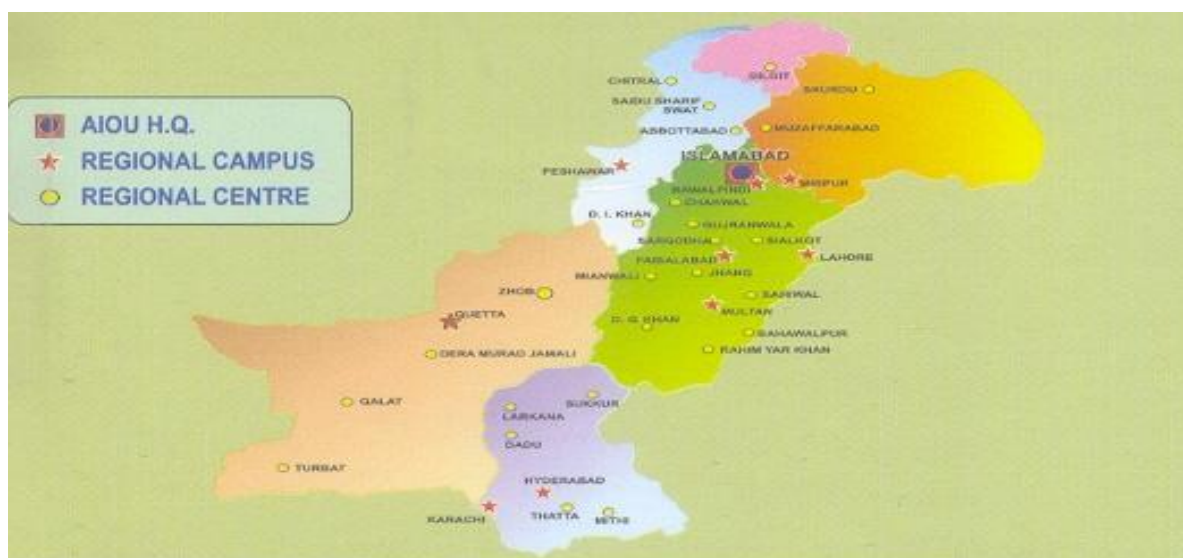 AIOU H.Q.
REGIONAL CAMPUS
REGIONAL CENTRE
GILGIT
CHITRAL
SKURDU
SAIDU SHARIF
SWAT
ABBOTTABAD
MUZAFFARABAD
ISLAMABAD
PESHAWAR
RAWALPINDI
MIRPUR
CHAKWAL
D. I. KHAN
GUJRANWALA
SARGODHA
SIALKOT
FAISALABAD
LAHORE
MIANWALI
JHANG
ZHOB
SAHIWAL
MULTAN
QUETTA
D. G. KHAN
BAHAWALPUR
RAHIM YAR KHAN
DERA MURAD JAMALI
QALAT
SUKKUR
LARKANA
DADU
TURBAT
HYDERABAD
KARACHI
THATTA
MITHI